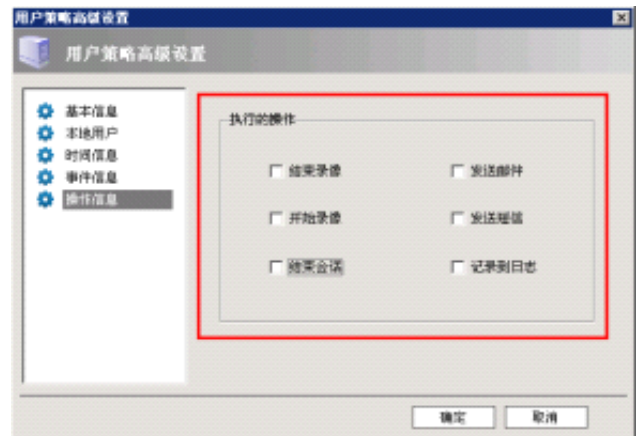 用户策略高级设置
用户策略高级设置
基本信息
本地用户
时间信息
事件信息
操作信息
执行的操作
结束录像
发送邮件
开始录像
发送短信
结束会话
记录到日志
确定
取消